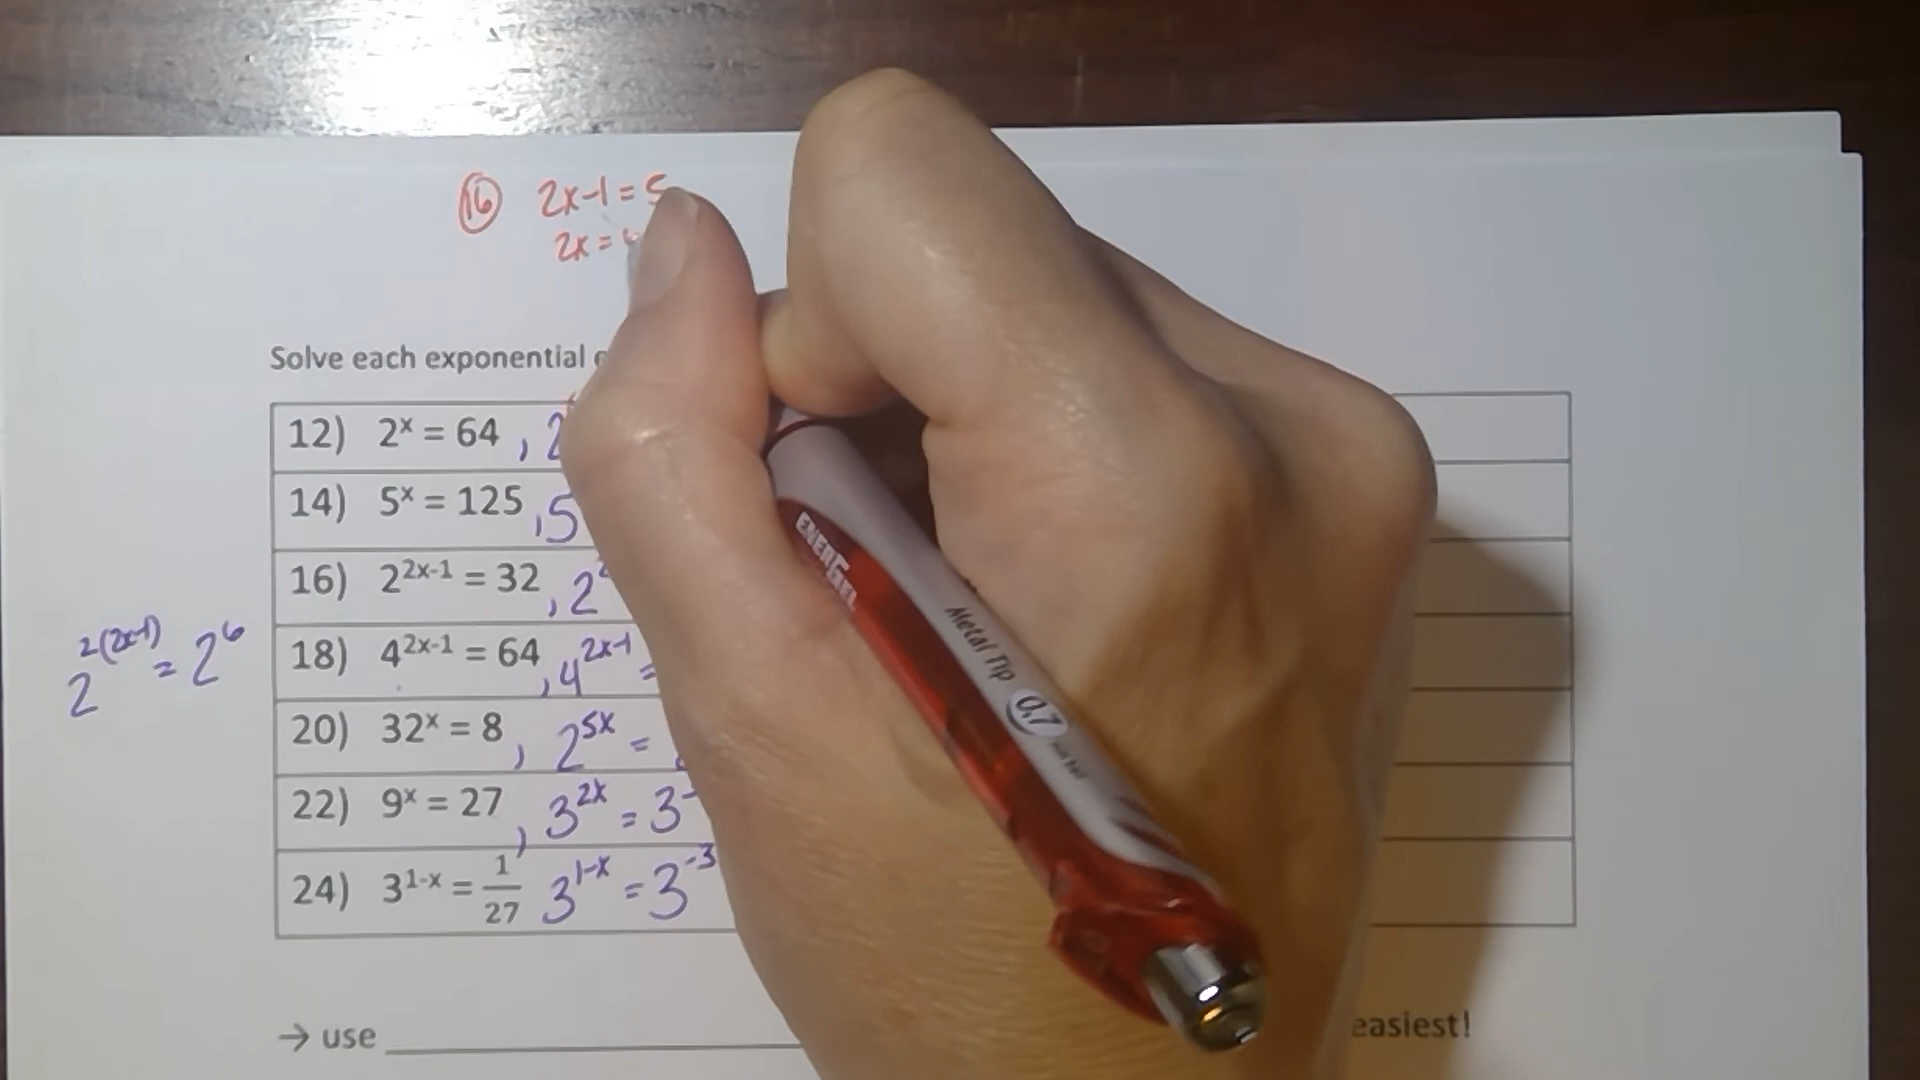 16 2x-1 = 5
2x =
Solve each exponential
12) 2ˣ = 64 , 2
14) 5ˣ = 125 , 5
16) 2²ˣ⁻¹ = 32 , 2
2²⁽²ˣ⁻¹⁾ = 2⁶
18) 4²ˣ⁻¹ = 64 , 4²ˣ⁻¹ =
20) 32ˣ = 8 , 2⁵ˣ =
22) 9ˣ = 27 , 3²ˣ = 3
24) 3¹⁻ˣ = 1/27 , 3¹⁻ˣ = 3⁻³
→ use ____________ easiest!
ENERGEL
Metal Tip 0.7